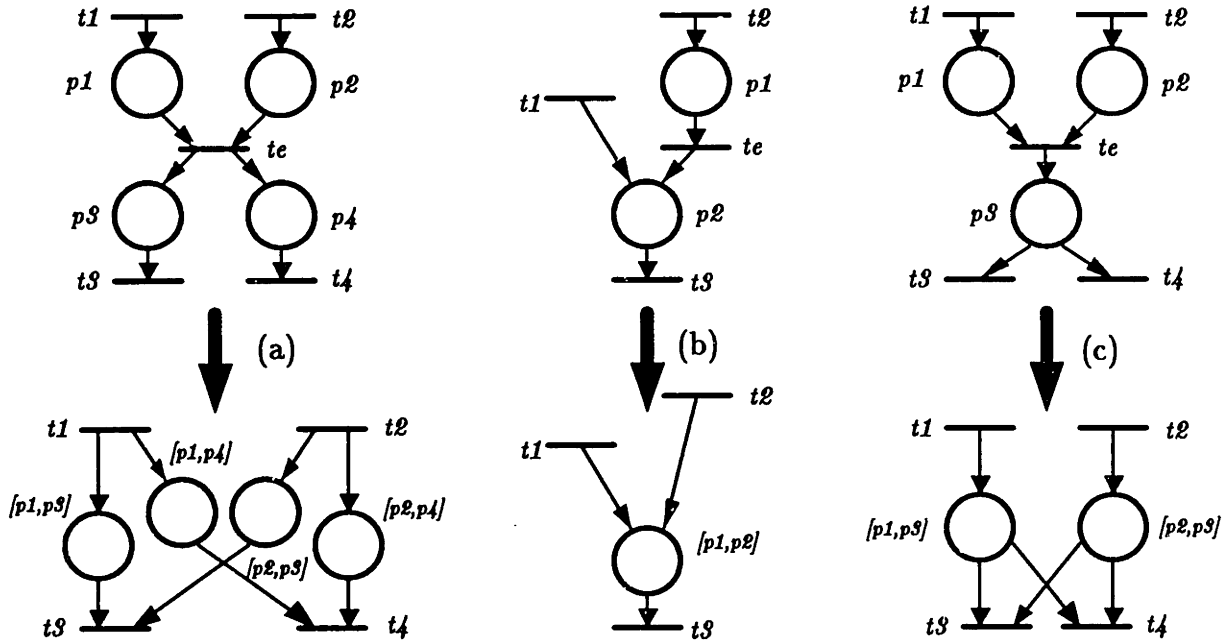 t1 t2 t2 t1 t2
p1 p2 p1 p1 p2
t1
te te te
p3 p4 p2 p3
t3 t4 t3 t3 t4
(a) (b) (c)
t2
t1 t2 t1 t1 t2
[p1,p4]
[p1,p3] [p2,p4] [p1,p2] [p1,p3] [p2,p3]
[p2,p3]
t3 t4 t3 t3 t4